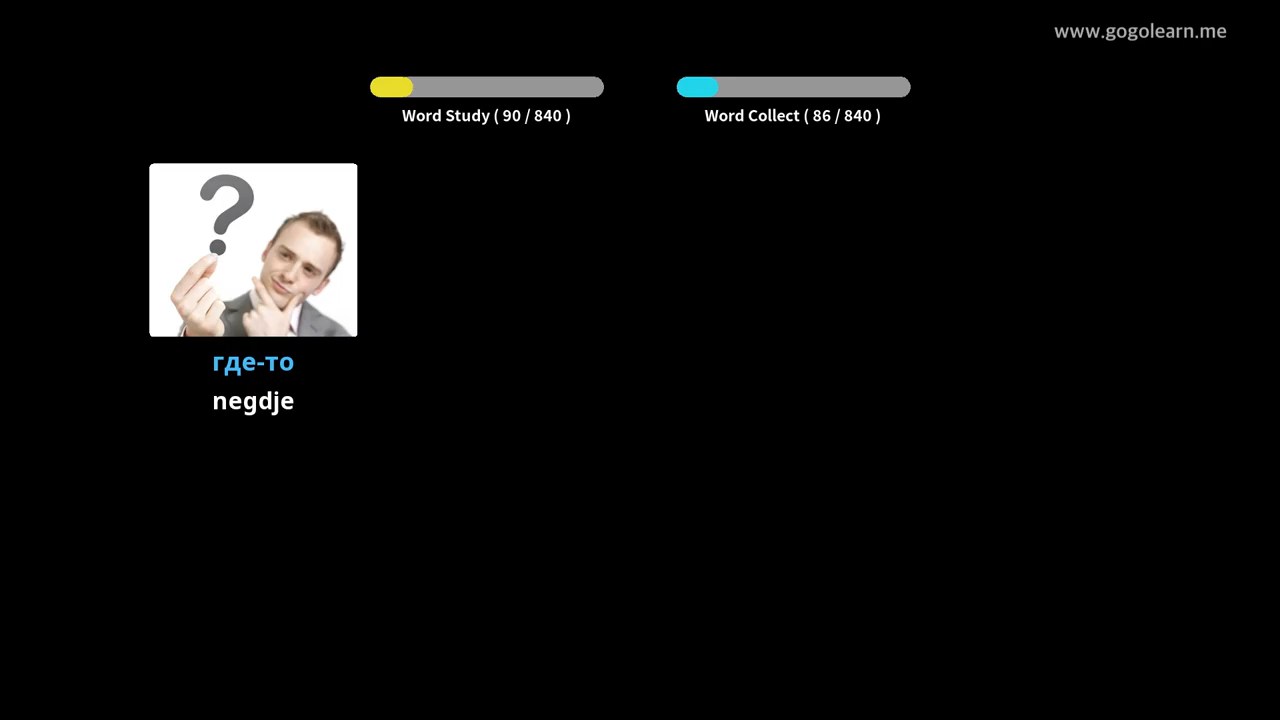 www.gogolearn.me
Word Study ( 90 / 840 )
Word Collect ( 86 / 840 )
?
где-то
negdje